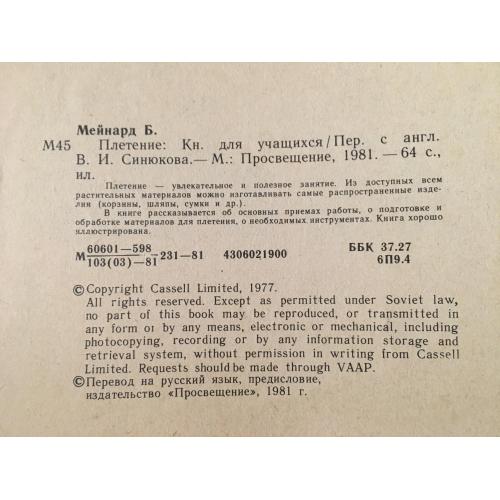 Мейнард Б.
М45 Плетение: Кн. для учащихся/Пер. с англ.
В. И. Синюкова.— М.: Просвещение, 1981. — 64 с.,
ил.
Плетение — увлекательное и полезное занятие. Из доступных всем
растительных материалов можно изготавливать самые распространенные изде-
лия (корзины, шляпы, сумки и др.).
В книге рассказывается об основных приемах работы, о подготовке и
обработке материалов для плетения, о необходимых инструментах. Книга хорошо
иллюстрирована.
М 60601—598 / 103(03)—81 —231—81 4306021900 ББК 37.27
6П9.4
© Copyright Cassell Limited, 1977.
All rights reserved. Except as permitted under Soviet law,
no part of this book may be reproduced, or transmitted in
any form or by any means, electronic or mechanical, including
photocopying, recording or by any information storage and
retrieval system, without permission in writing from Cassell
Limited. Requests should be made through VAAP.
© Перевод на русский язык, предисловие,
издательство «Просвещение», 1981 г.